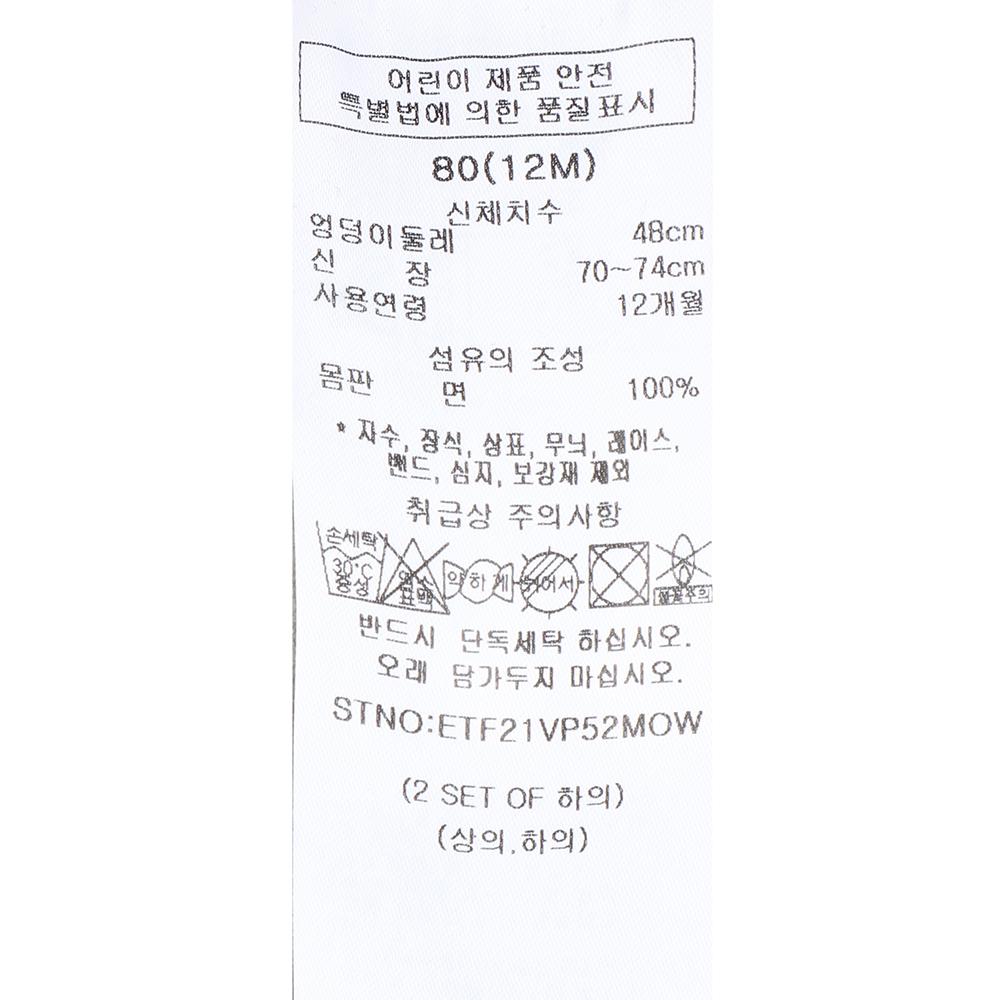 어린이 제품 안전
특별법에 의한 품질표시
80(12M)
신체치수
엉덩이둘레 48cm
신 장 70~74cm
사용연령 12개월
섬유의 조성
몸판 면 100%
* 자수, 장식, 상표, 무늬, 레이스,
밴드, 심지, 보강재 제외
취급상 주의사항
손세탁 30°C 중성 염소 표백 약하게 뉘어서 불꽃주의
반드시 단독세탁 하십시오.
오래 담가두지 마십시오.
STNO:ETF21VP52MOW
(2 SET OF 하의)
(상의,하의)